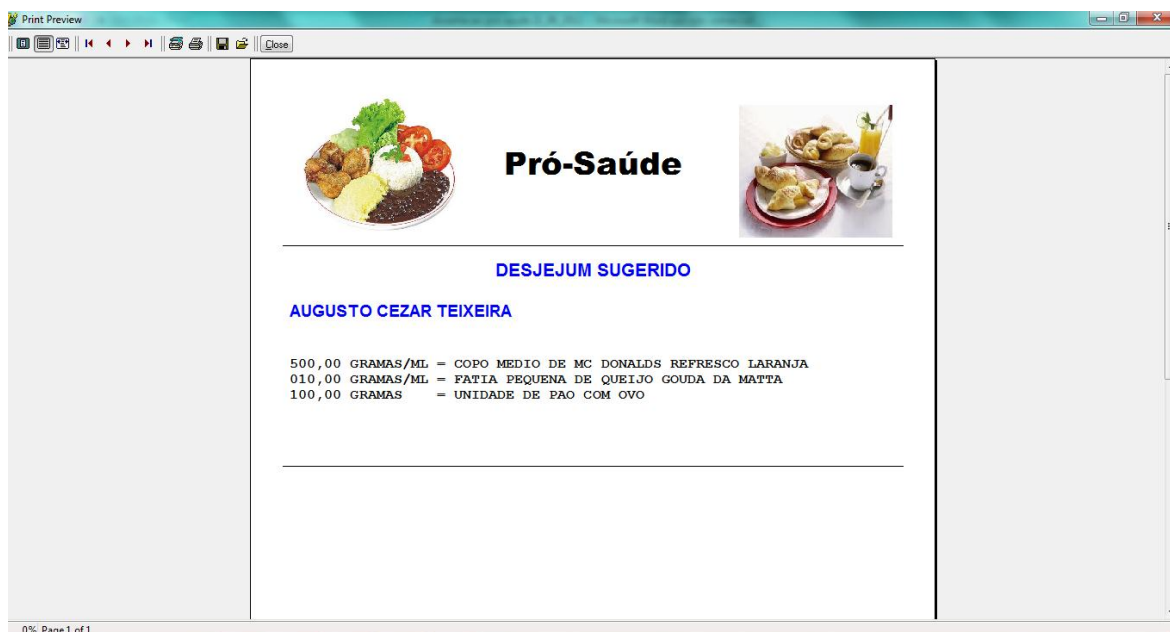 Print Preview
Close
Pró-Saúde
DESJEJUM SUGERIDO
AUGUSTO CEZAR TEIXEIRA
500,00 GRAMAS/ML = COPO MEDIO DE MC DONALDS REFRESCO LARANJA
010,00 GRAMAS/ML = FATIA PEQUENA DE QUEIJO GOUDA DA MATTA
100,00 GRAMAS = UNIDADE DE PAO COM OVO
0% Page 1 of 1